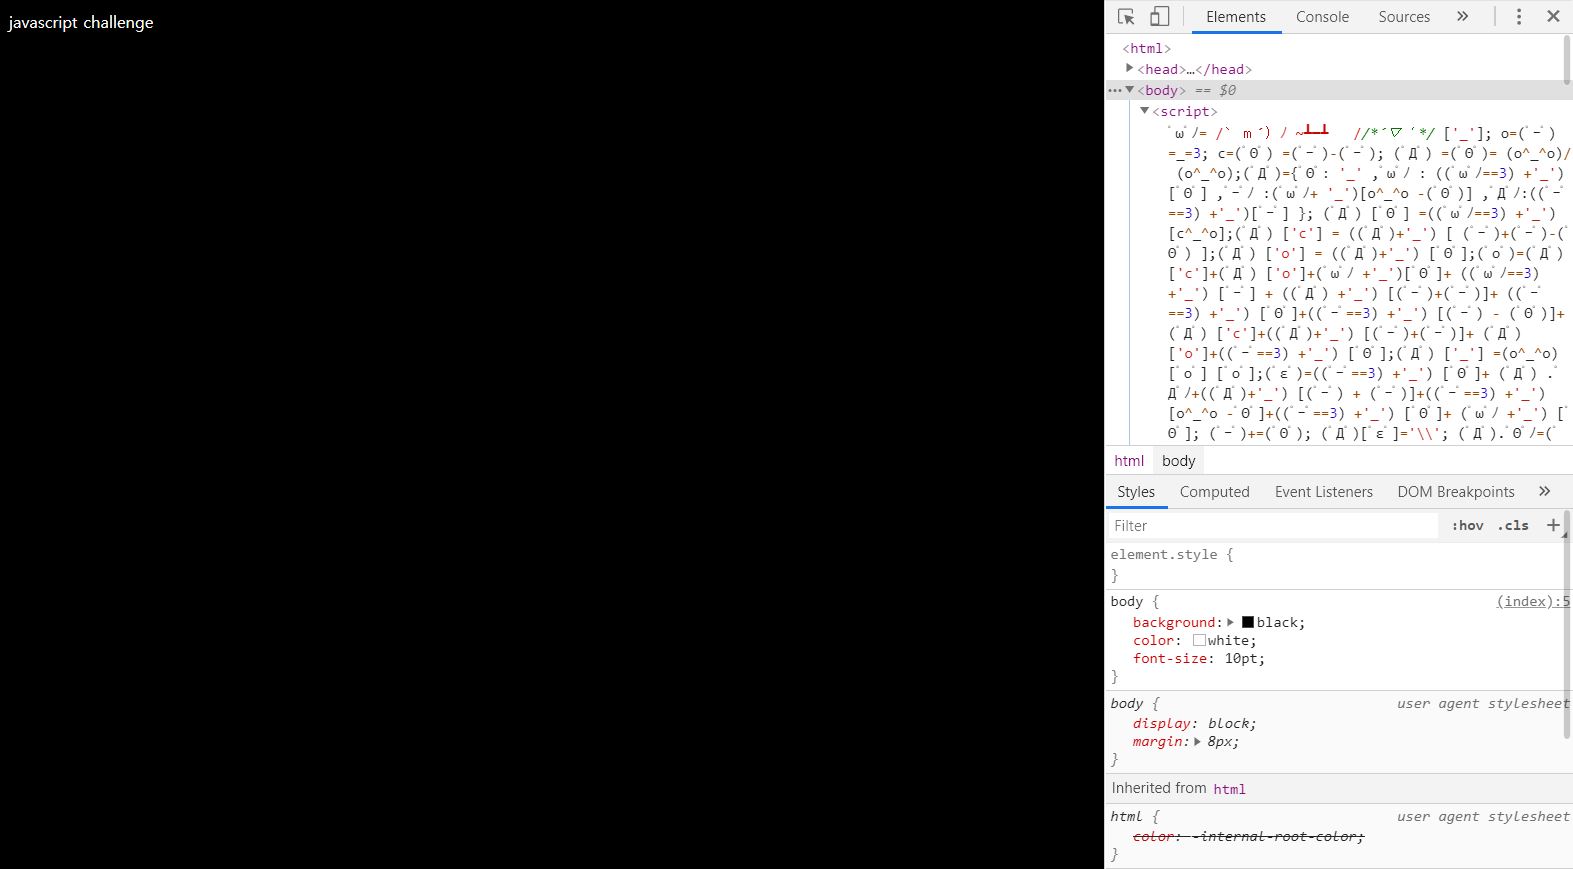 javascript challenge
Elements Console Sources »
<html>
<head>…</head>
<body> == $0
<script>
ﾟωﾟﾉ= /｀ｍ´）ﾉ ~┻━┻   //*´∇｀*/ ['_']; o=(ﾟｰﾟ)
=_=3; c=(ﾟΘﾟ) =(ﾟｰﾟ)-(ﾟｰﾟ); (ﾟДﾟ) =(ﾟΘﾟ)= (o^_^o)/
(o^_^o);(ﾟДﾟ)={ﾟΘﾟ: '_' ,ﾟωﾟﾉ : ((ﾟωﾟﾉ==3) +'_')
[ﾟΘﾟ] ,ﾟｰﾟﾉ :(ﾟωﾟﾉ+ '_')[o^_^o -(ﾟΘﾟ)] ,ﾟДﾟﾉ:((ﾟｰﾟ
==3) +'_')[ﾟｰﾟ] }; (ﾟДﾟ) [ﾟΘﾟ] =((ﾟωﾟﾉ==3) +'_')
[c^_^o];(ﾟДﾟ) ['c'] = ((ﾟДﾟ)+'_') [ (ﾟｰﾟ)+(ﾟｰﾟ)-(ﾟ
Θﾟ) ];(ﾟДﾟ) ['o'] = ((ﾟДﾟ)+'_') [ﾟΘﾟ];(ﾟoﾟ)=(ﾟДﾟ)
['c']+(ﾟДﾟ) ['o']+(ﾟωﾟﾉ +'_')[ﾟΘﾟ]+ ((ﾟωﾟﾉ==3)
+'_') [ﾟｰﾟ] + ((ﾟДﾟ) +'_') [(ﾟｰﾟ)+(ﾟｰﾟ)]+ ((ﾟｰﾟ
==3) +'_') [ﾟΘﾟ]+((ﾟｰﾟ==3) +'_') [(ﾟｰﾟ) - (ﾟΘﾟ)]+
(ﾟДﾟ) ['c']+((ﾟДﾟ)+'_') [(ﾟｰﾟ)+(ﾟｰﾟ)]+ (ﾟДﾟ)
['o']+((ﾟｰﾟ==3) +'_') [ﾟΘﾟ];(ﾟДﾟ) ['_'] =(o^_^o)
[ﾟoﾟ] [ﾟoﾟ];(ﾟεﾟ)=((ﾟｰﾟ==3) +'_') [ﾟΘﾟ]+ (ﾟДﾟ) .ﾟ
Дﾟﾉ+((ﾟДﾟ)+'_') [(ﾟｰﾟ) + (ﾟｰﾟ)]+((ﾟｰﾟ==3) +'_')
[o^_^o -ﾟΘﾟ]+((ﾟｰﾟ==3) +'_') [ﾟΘﾟ]+ (ﾟωﾟﾉ +'_') [ﾟ
Θﾟ]; (ﾟｰﾟ)+=(ﾟΘﾟ); (ﾟДﾟ)[ﾟεﾟ]='\\'; (ﾟДﾟ).ﾟΘﾟﾉ=(ﾟ
html body
Styles Computed Event Listeners DOM Breakpoints »
Filter :hov .cls +
element.style {
}
body { (index):5
background: black;
color: white;
font-size: 10pt;
}
body { user agent stylesheet
display: block;
margin: 8px;
}
Inherited from html
html { user agent stylesheet
color: -internal-root-color;
}